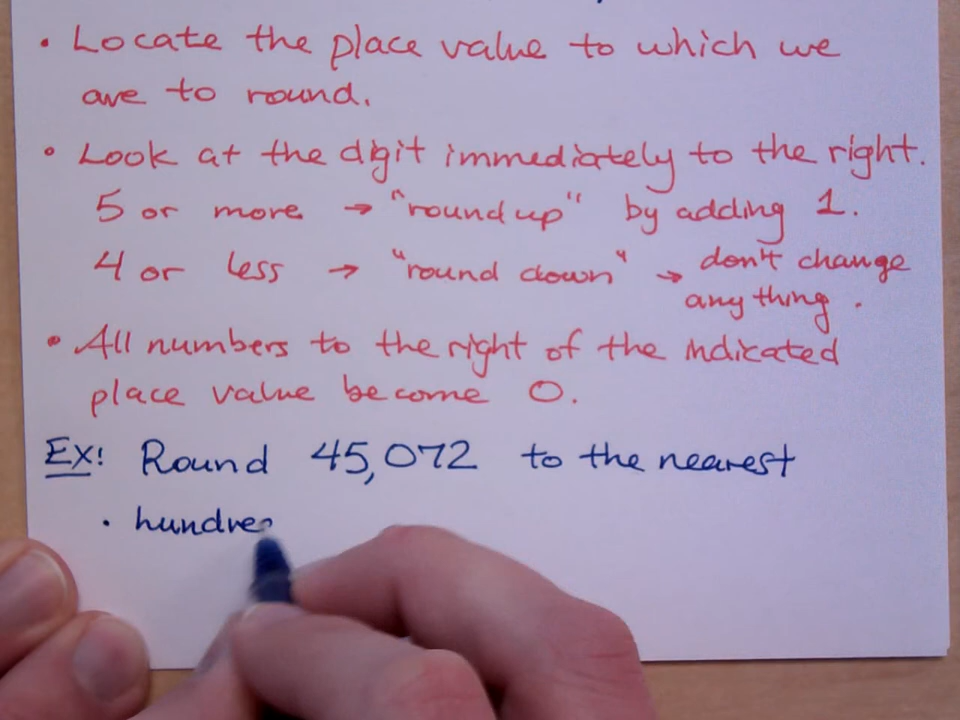 • Locate the place value to which we
are to round.
• Look at the digit immediately to the right.
5 or more → "round up" by adding 1.
4 or less → "round down" → don't change
anything.
• All numbers to the right of the indicated
place value become 0.
Ex: Round 45,072 to the nearest
• hundre